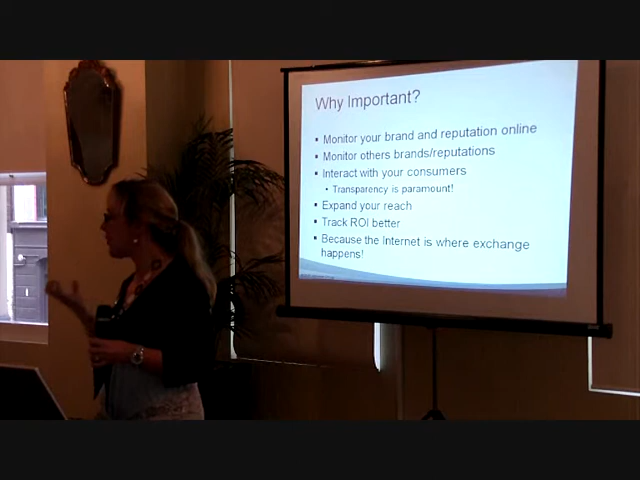 Why Important?
▪ Monitor your brand and reputation online
▪ Monitor others brands/reputations
▪ Interact with your consumers
• Transparency is paramount!
▪ Expand your reach
▪ Track ROI better
▪ Because the Internet is where exchange
happens!